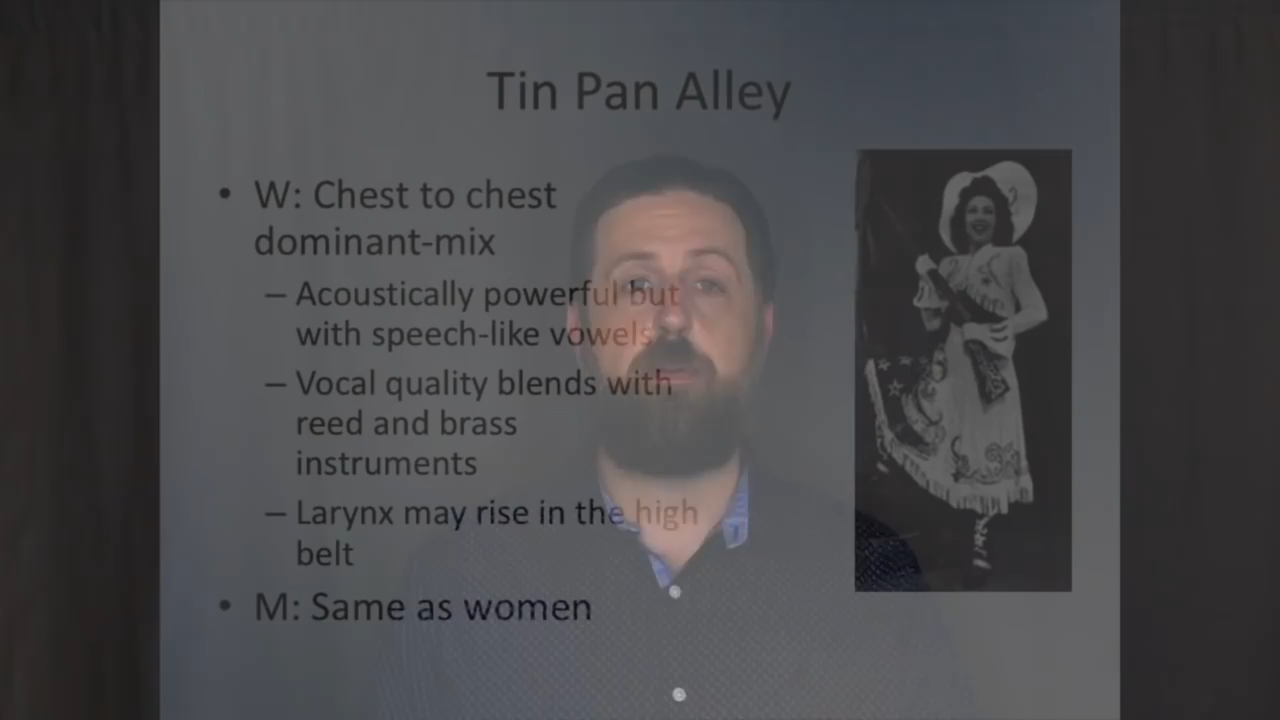 Tin Pan Alley
• W: Chest to chest
dominant-mix
– Acoustically powerful but
with speech-like vowels
– Vocal quality blends with
reed and brass
instruments
– Larynx may rise in the high
belt
• M: Same as women